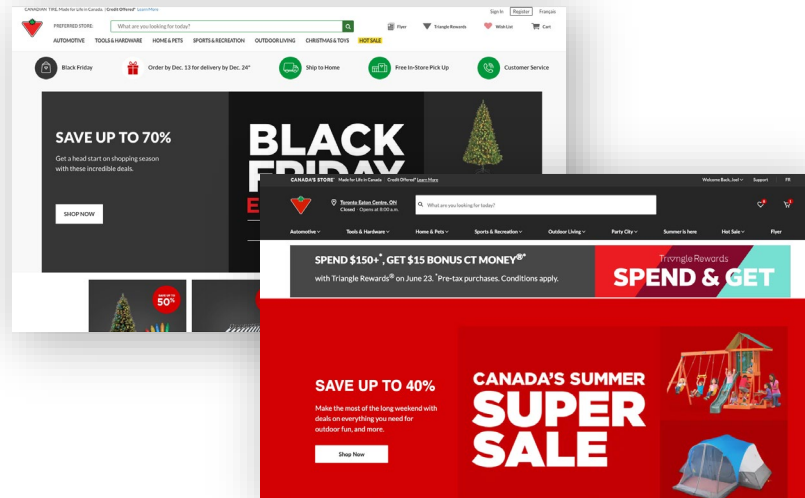 CANADIAN TIRE. Made for Life in Canada. (Credit Offered* Learn More
Sign In Register Français
PREFERRED STORE:
What are you looking for today?
Flyer Triangle Rewards Wish List Cart
AUTOMOTIVE TOOLS & HARDWARE HOME & PETS SPORTS & RECREATION OUTDOOR LIVING CHRISTMAS & TOYS HOT SALE
Black Friday Order by Dec. 13 for delivery by Dec. 24* Ship to Home Free In-Store Pick Up Customer Service
SAVE UP TO 70%
Get a head start on shopping season
with these incredible deals.
SHOP NOW
BLACK
FRIDAY
SAVE UP TO
50%
CANADA'S STORE* Made for Life in Canada Credit Offered* Learn More
Welcome Back, Joel Support FR
Toronto Eaton Centre, ON
Closed · Opens at 8:00 a.m.
What are you looking for today?
Automotive Tools & Hardware Home & Pets Sports & Recreation Outdoor Living Party City Summer is here Hot Sale Flyer
SPEND $150+*, GET $15 BONUS CT MONEY®*
with Triangle Rewards® on June 23. *Pre-tax purchases. Conditions apply.
Triangle Rewards
SPEND & GET
SAVE UP TO 40%
Make the most of the long weekend with
deals on everything you need for
outdoor fun, and more.
Shop Now
CANADA'S SUMMER
SUPER
SALE